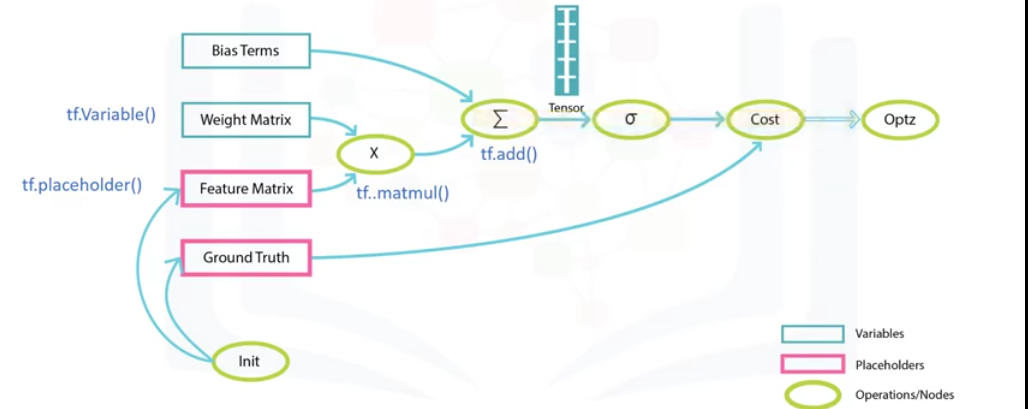 Bias Terms
tf.Variable()
Weight Matrix
X
Σ
Tensor
σ
Cost
Optz
tf.add()
tf.placeholder()
Feature Matrix
tf..matmul()
Ground Truth
Init
Variables
Placeholders
Operations/Nodes